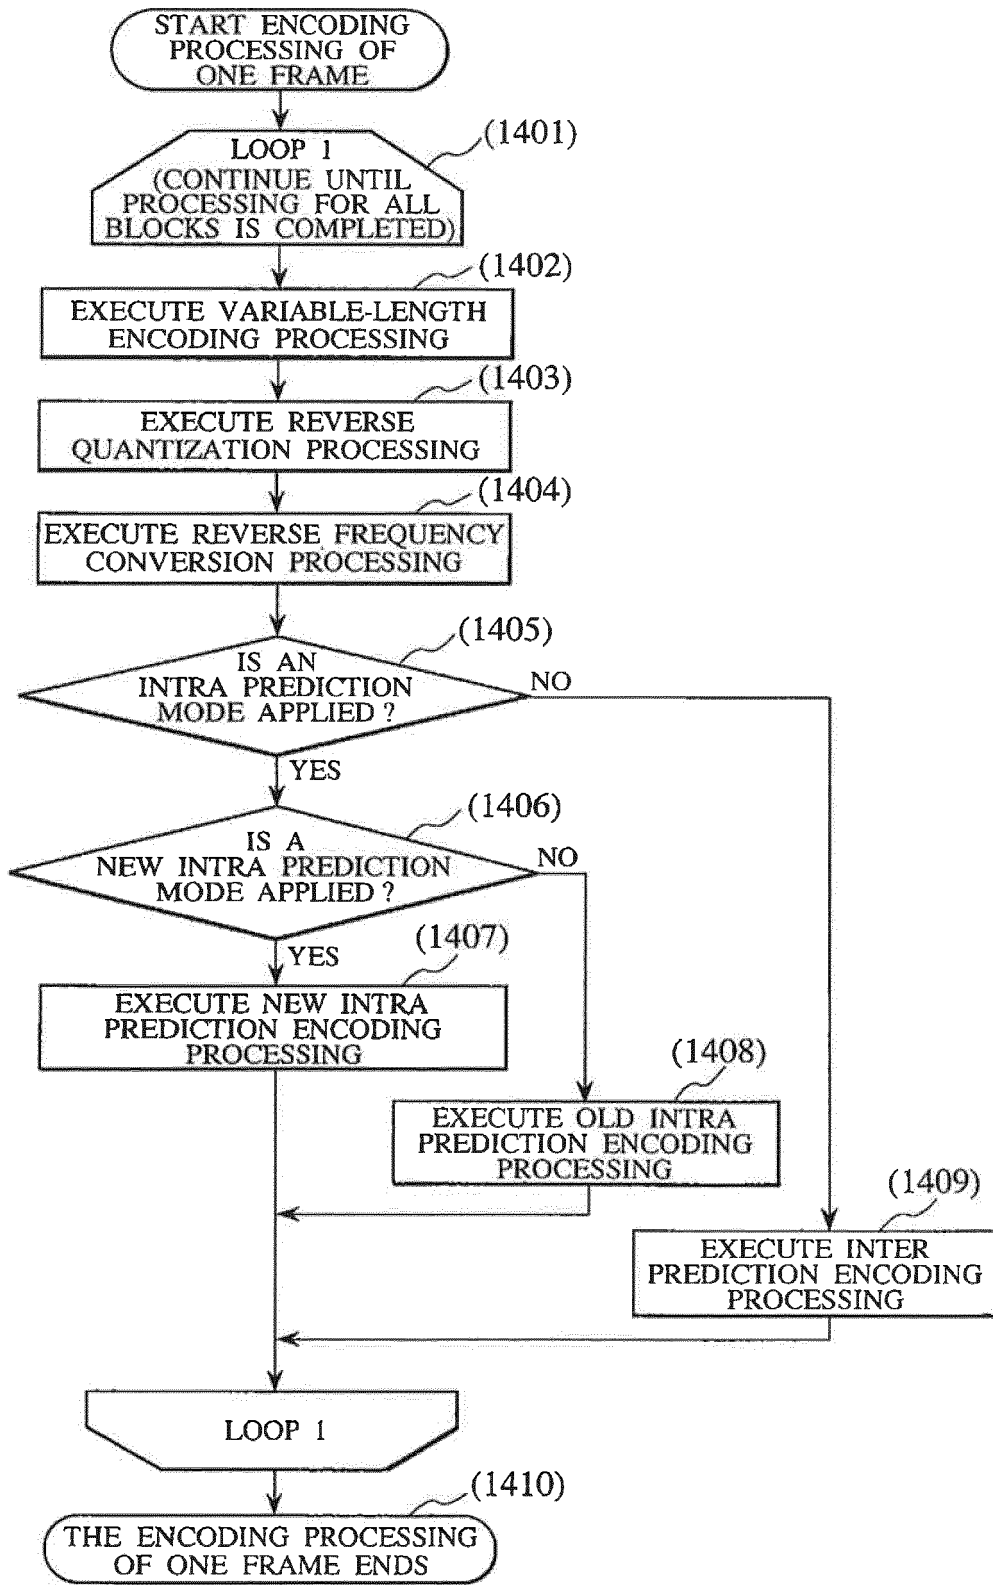 START ENCODING
PROCESSING OF
ONE FRAME
(1401)
LOOP 1
(CONTINUE UNTIL
PROCESSING FOR ALL
BLOCKS IS COMPLETED)
(1402)
EXECUTE VARIABLE-LENGTH
ENCODING PROCESSING
(1403)
EXECUTE REVERSE
QUANTIZATION PROCESSING
(1404)
EXECUTE REVERSE FREQUENCY
CONVERSION PROCESSING
(1405)
IS AN
INTRA PREDICTION
MODE APPLIED ?
NO
YES
(1406)
IS A
NEW INTRA PREDICTION
MODE APPLIED ?
NO
YES
(1407)
EXECUTE NEW INTRA
PREDICTION ENCODING
PROCESSING
(1408)
EXECUTE OLD INTRA
PREDICTION ENCODING
PROCESSING
(1409)
EXECUTE INTER
PREDICTION ENCODING
PROCESSING
LOOP 1
(1410)
THE ENCODING PROCESSING
OF ONE FRAME ENDS